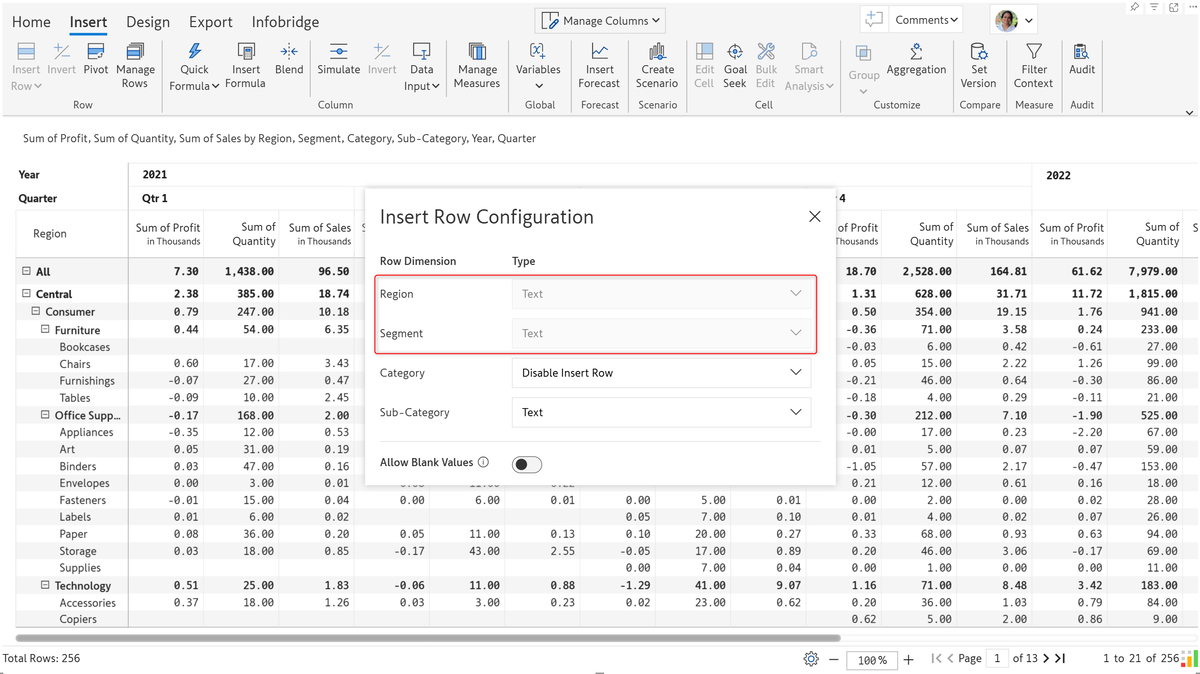 Home Insert Design Export Infobridge Manage Columns Comments
Insert Row Invert Pivot Manage Rows Quick Formula Insert Formula Blend Simulate Invert Data Input Manage Measures Variables Insert Forecast Create Scenario Edit Cell Goal Seek Bulk Edit Smart Analysis Group Aggregation Set Version Filter Context Audit
Row Column Global Forecast Scenario Cell Customize Compare Measure Audit
Sum of Profit, Sum of Quantity, Sum of Sales by Region, Segment, Category, Sub-Category, Year, Quarter
Year 2021 2022
Quarter Qtr 1 4
Region Sum of Profit in Thousands Sum of Quantity Sum of Sales in Thousands of Profit Thousands Sum of Quantity Sum of Sales in Thousands Sum of Profit in Thousands Sum of Quantity S
Insert Row Configuration
Row Dimension Type
Region Text
Segment Text
Category Disable Insert Row
Sub-Category Text
Allow Blank Values
All 7.30 1,438.00 96.50 18.70 2,528.00 164.81 61.62 7,979.00
Central 2.38 385.00 18.74 1.31 628.00 31.71 11.72 1,815.00
Consumer 0.79 247.00 10.18 0.50 354.00 19.15 1.76 941.00
Furniture 0.44 54.00 6.35 -0.36 71.00 3.58 0.24 233.00
Bookcases -0.03 6.00 0.42 -0.61 27.00
Chairs 0.60 17.00 3.43 0.05 15.00 2.22 1.26 99.00
Furnishings -0.07 27.00 0.47 -0.21 46.00 0.64 -0.30 86.00
Tables -0.09 10.00 2.45 -0.18 4.00 0.29 -0.11 21.00
Office Supp... -0.17 168.00 2.00 -0.30 212.00 7.10 -1.90 525.00
Appliances -0.35 12.00 0.53 -0.00 17.00 0.23 -2.20 67.00
Art 0.05 31.00 0.19 0.01 5.00 0.07 0.07 59.00
Binders 0.03 47.00 0.16 -1.05 57.00 2.17 -0.47 153.00
Envelopes 0.00 3.00 0.01 0.21 12.00 0.61 0.16 18.00
Fasteners -0.01 15.00 0.04 0.00 6.00 0.01 0.00 5.00 0.01 0.00 2.00 0.00 0.02 28.00
Labels 0.01 6.00 0.02 0.05 7.00 0.10 0.01 4.00 0.02 0.07 26.00
Paper 0.08 36.00 0.20 0.05 11.00 0.13 0.10 20.00 0.27 0.33 68.00 0.93 0.63 94.00
Storage 0.03 18.00 0.85 -0.17 43.00 2.55 -0.05 17.00 0.89 0.20 46.00 3.06 -0.17 69.00
Supplies 0.00 7.00 0.04 0.00 1.00 0.00 0.00 11.00
Technology 0.51 25.00 1.83 -0.06 11.00 0.88 -1.29 41.00 9.07 1.16 71.00 8.48 3.42 183.00
Accessories 0.37 18.00 1.26 0.03 3.00 0.23 0.02 23.00 0.62 0.20 36.00 1.03 0.79 84.00
Copiers 0.62 5.00 2.00 0.86 9.00
Total Rows: 256 100 % Page 1 of 13 1 to 21 of 256